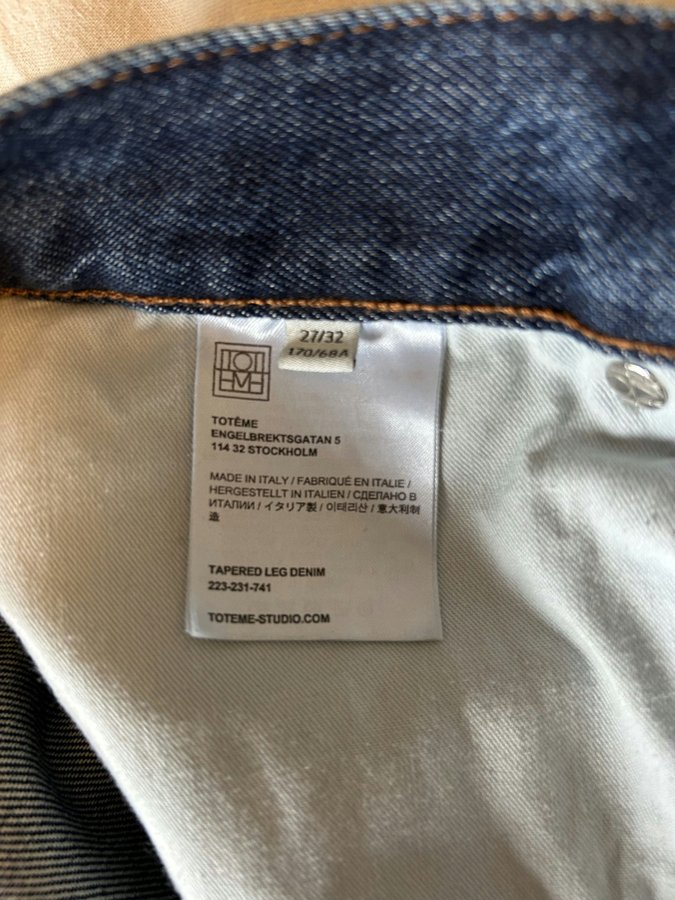 TOTEME
27/32
170/68A
TOTÊME
ENGELBREKTSGATAN 5
114 32 STOCKHOLM
MADE IN ITALY / FABRIQUÉ EN ITALIE /
HERGESTELLT IN ITALIEN / СДЕЛАНО В
ИТАЛИИ / イタリア製 / 이태리산 / 意大利制
造
TAPERED LEG DENIM
223-231-741
TOTEME-STUDIO.COM